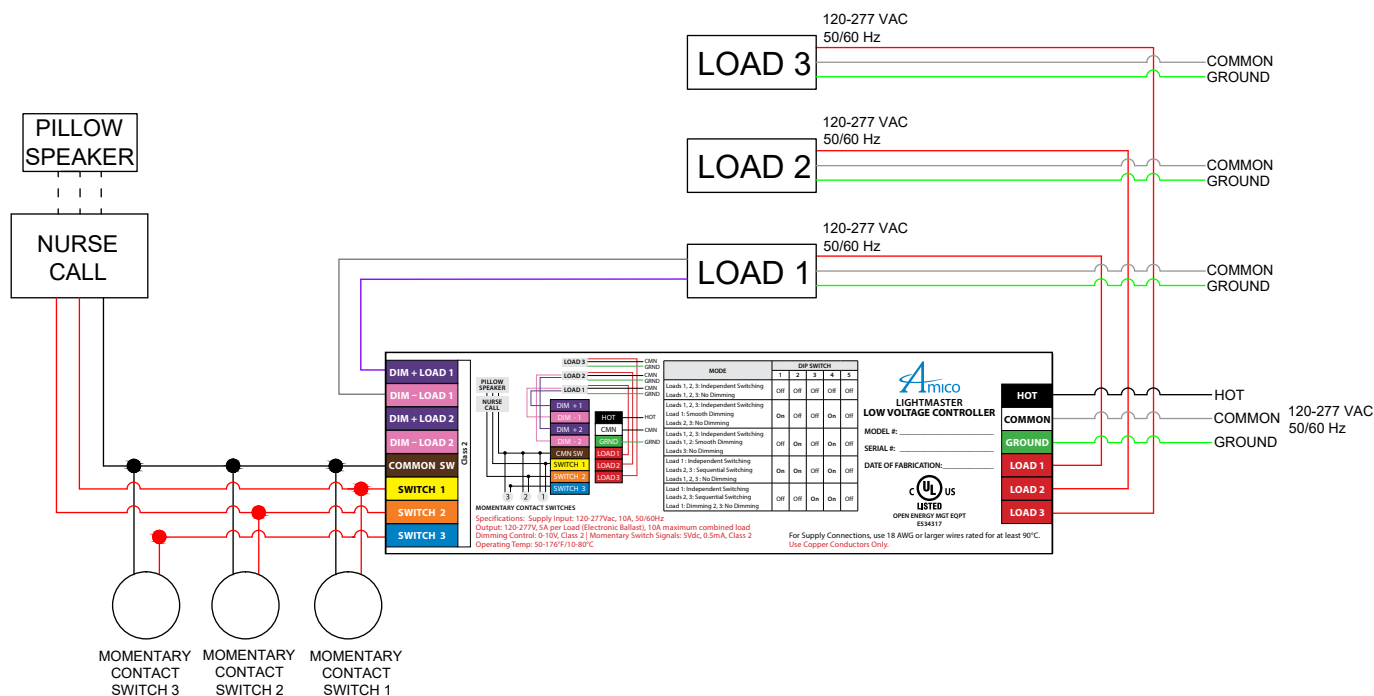 120-277 VAC
50/60 Hz
LOAD 3
COMMON
GROUND
120-277 VAC
50/60 Hz
LOAD 2
COMMON
GROUND
120-277 VAC
50/60 Hz
LOAD 1
COMMON
GROUND
PILLOW
SPEAKER
NURSE
CALL
DIM + LOAD 1
DIM – LOAD 1
DIM + LOAD 2
DIM – LOAD 2
COMMON SW
SWITCH 1
SWITCH 2
SWITCH 3
Class 2
LOAD 3
CMN
GRND
LOAD 2
CMN
GRND
LOAD 1
CMN
GRND
PILLOW
SPEAKER
NURSE
CALL
DIM + 1
DIM – 1
DIM + 2
DIM – 2
CMN SW
SWITCH 1
SWITCH 2
SWITCH 3
HOT
CMN
GRND
LOAD 1
LOAD 2
LOAD 3
HOT
CMN
GRND
3 2 1
MOMENTARY CONTACT SWITCHES
MODE
DIP SWITCH
1 2 3 4 5
Loads 1, 2, 3: Independent Switching
Loads 1, 2, 3: No Dimming
Off Off Off Off Off
Loads 1, 2, 3: Independent Switching
Load 1: Smooth Dimming
Loads 2, 3: No Dimming
On Off Off On Off
Loads 1, 2, 3: Independent Switching
Loads 1, 2: Smooth Dimming
Loads 3: No Dimming
Off On Off On Off
Load 1 : Independent Switching
Loads 2, 3 : Sequential Switching
Loads 1, 2, 3 : No Dimming
On On Off On Off
Load 1: Independent Switching
Loads 2, 3: Sequential Switching
Load 1: Dimming 2, 3: No Dimming
Off Off On On Off
Specifications: Supply Input: 120-277Vac, 10A, 50/60Hz
Output: 120-277V, 5A per Load (Electronic Ballast), 10A maximum combined load
Dimming Control: 0-10V, Class 2 | Momentary Switch Signals: 5Vdc, 0.5mA, Class 2
Operating Temp: 50-176°F/10-80°C
Amico
LIGHTMASTER
LOW VOLTAGE CONTROLLER
MODEL #:
SERIAL #:
DATE OF FABRICATION:
C UL US
LISTED
OPEN ENERGY MGT EQPT
E534317
For Supply Connections, use 18 AWG or larger wires rated for at least 90°C.
Use Copper Conductors Only.
HOT
COMMON
GROUND
LOAD 1
LOAD 2
LOAD 3
HOT
COMMON
GROUND
120-277 VAC
50/60 Hz
MOMENTARY
CONTACT
SWITCH 3
MOMENTARY
CONTACT
SWITCH 2
MOMENTARY
CONTACT
SWITCH 1